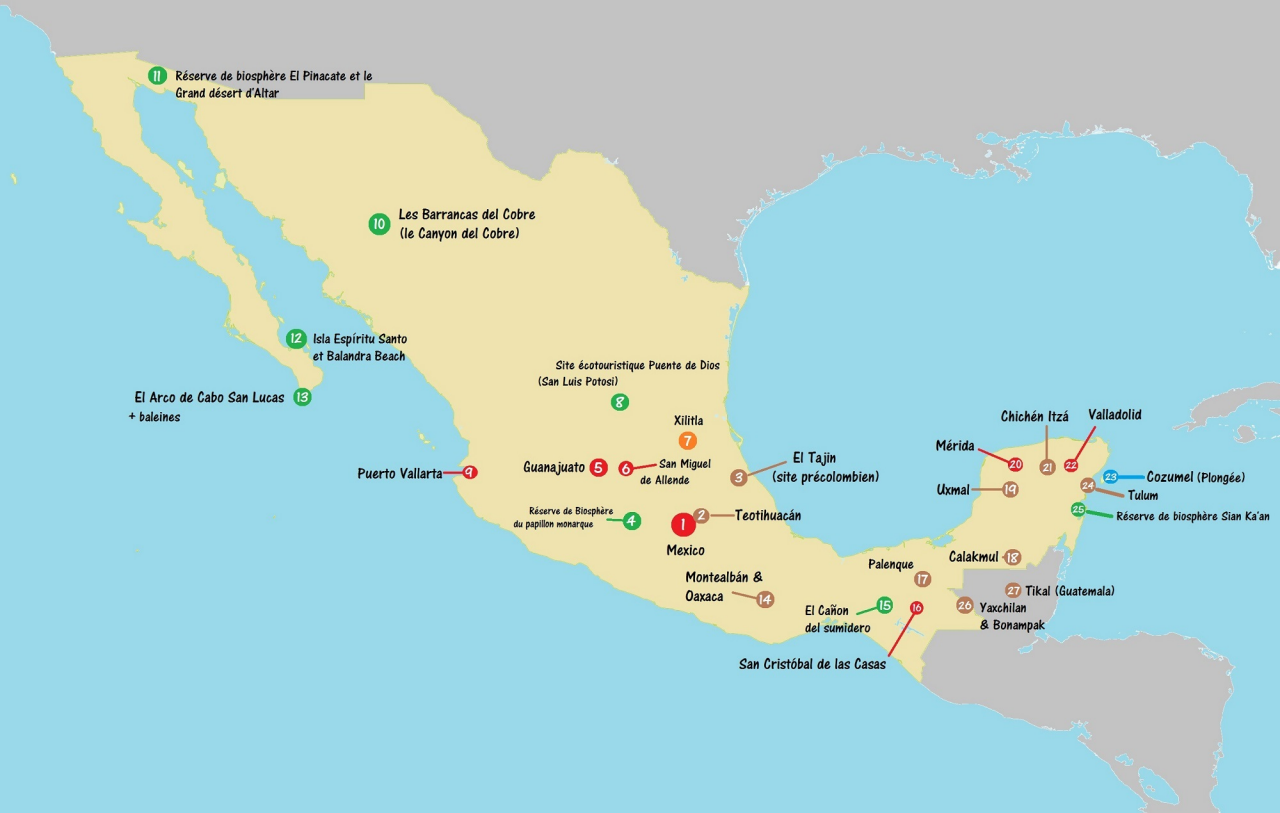 11 Réserve de biosphère El Pinacate et le
Grand désert d'Altar
10 Les Barrancas del Cobre
(le Canyon del Cobre)
12 Isla Espíritu Santo
et Balandra Beach
El Arco de Cabo San Lucas 13
+ baleines
Site écotouristique Puente de Dios
(San Luis Potosi)
8
Xilitla
7
Puerto Vallarta 9
Guanajuato 5
6 San Miguel
de Allende
El Tajin
(site précolombien)
3
Réserve de Biosphère
du papillon monarque
4
1
Mexico
2 Teotihuacán
Montealbán &
Oaxaca
14
El Cañon
del sumidero
15
16
San Cristóbal de las Casas
Palenque
17
Calakmul 18
Chichén Itzá
21
Valladolid
22
Mérida
20
Uxmal 19
23 Cozumel (Plongée)
24
Tulum
25
Réserve de biosphère Sian Ka'an
27 Tikal (Guatemala)
26 Yaxchilan
& Bonampak